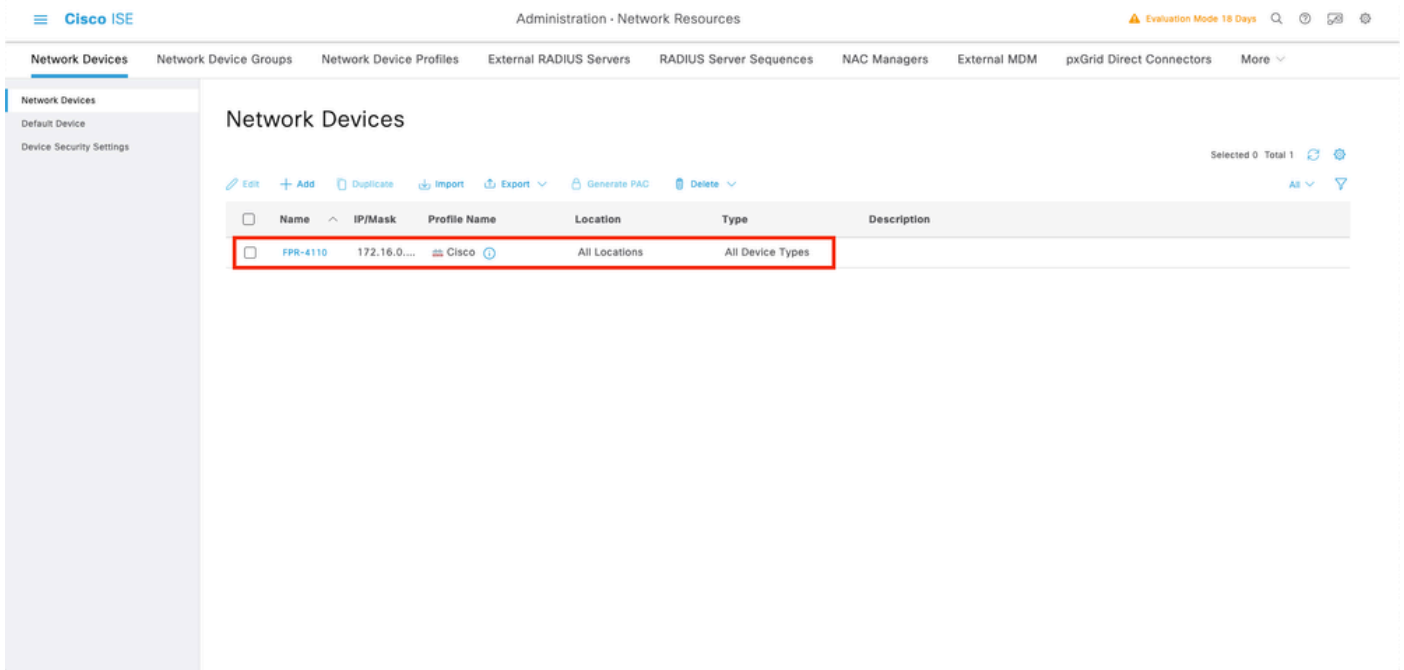 Cisco ISE
Administration · Network Resources
Evaluation Mode 18 Days
Network Devices Network Device Groups Network Device Profiles External RADIUS Servers RADIUS Server Sequences NAC Managers External MDM pxGrid Direct Connectors More
Network Devices
Default Device
Device Security Settings
Network Devices
Selected 0 Total 1
Edit Add Duplicate Import Export Generate PAC Delete All
Name IP/Mask Profile Name Location Type Description
FPR-4110 172.16.0.... Cisco All Locations All Device Types